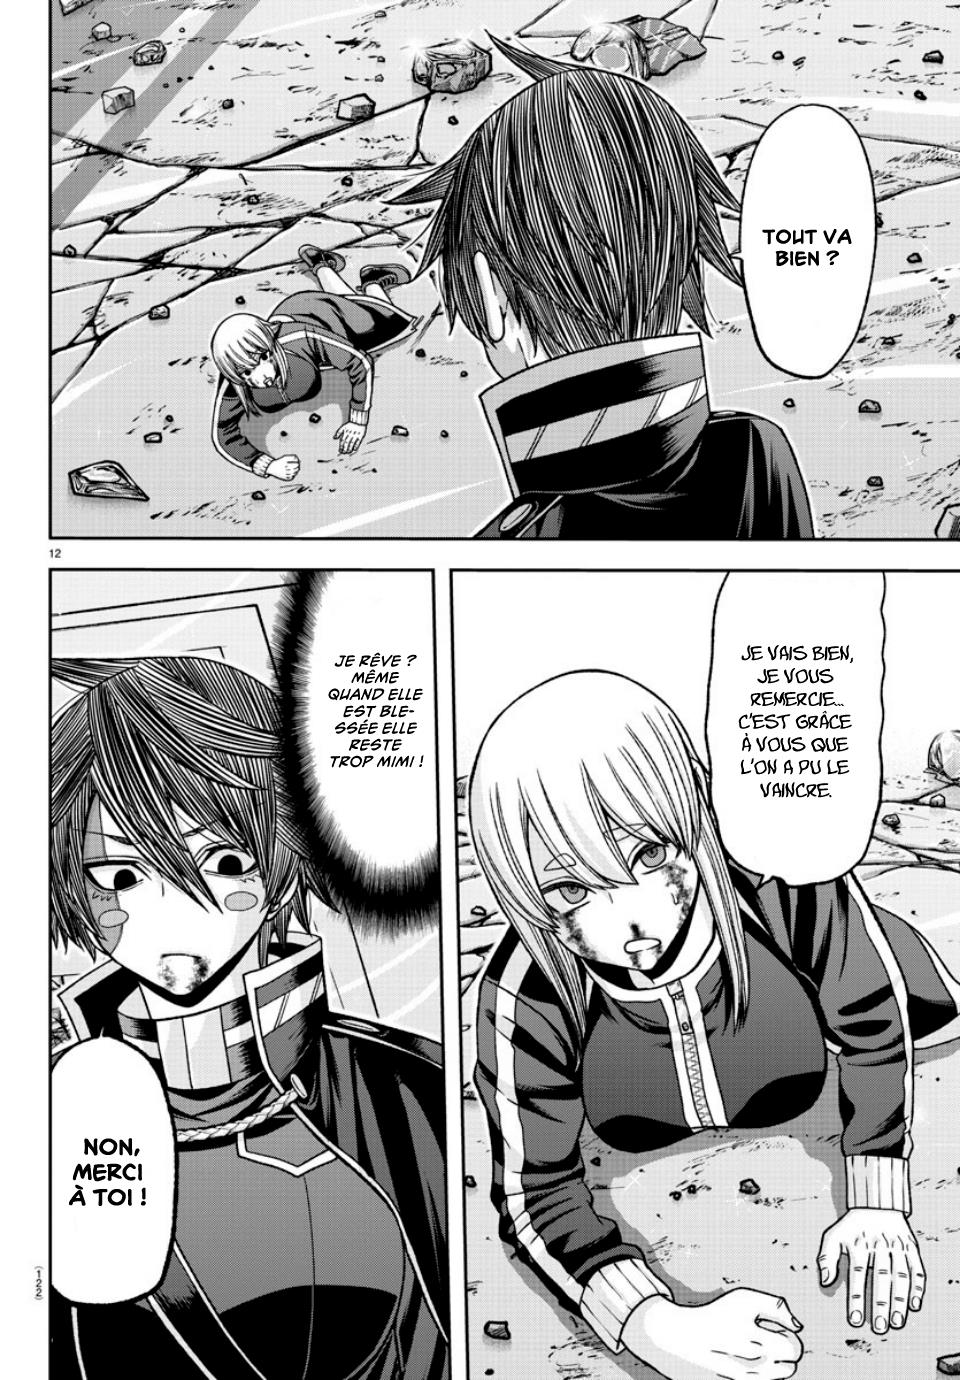 TOUT VA
BIEN ?
12
JE VAIS BIEN,
JE VOUS
REMERCIE...
C'EST GRÂCE
À VOUS QUE
L'ON A PU LE
VAINCRE.
JE RÊVE ?
MÊME
QUAND ELLE
EST BLE-
SSÉE ELLE
RESTE
TROP MIMI !
NON,
MERCI
À TOI !
(122)